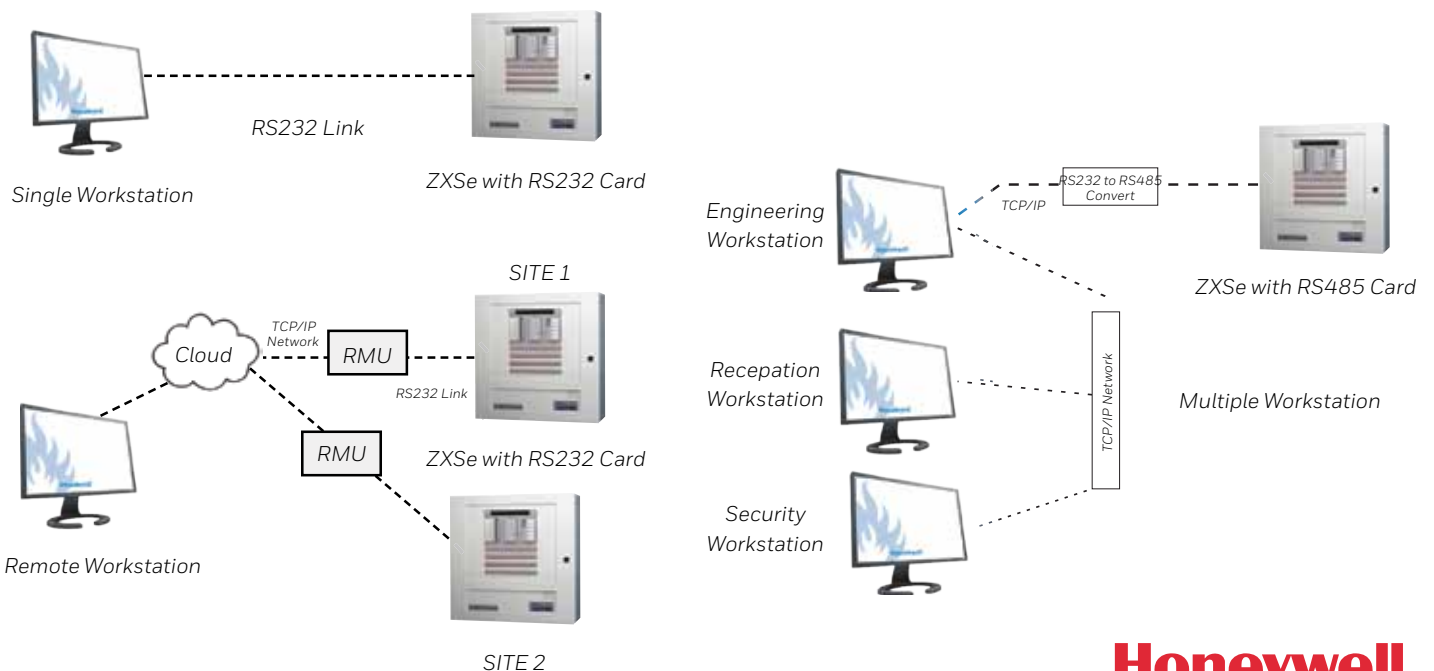 RS232 Link
Single Workstation
ZXSe with RS232 Card
SITE 1
Cloud
TCP/IP
Network
RMU
RS232 Link
RMU
ZXSe with RS232 Card
Remote Workstation
SITE 2
Engineering
Workstation
TCP/IP
RS232 to RS485
Convert
ZXSe with RS485 Card
Recepation
Workstation
TCP/IP Network
Multiple Workstation
Security
Workstation
Honeywell